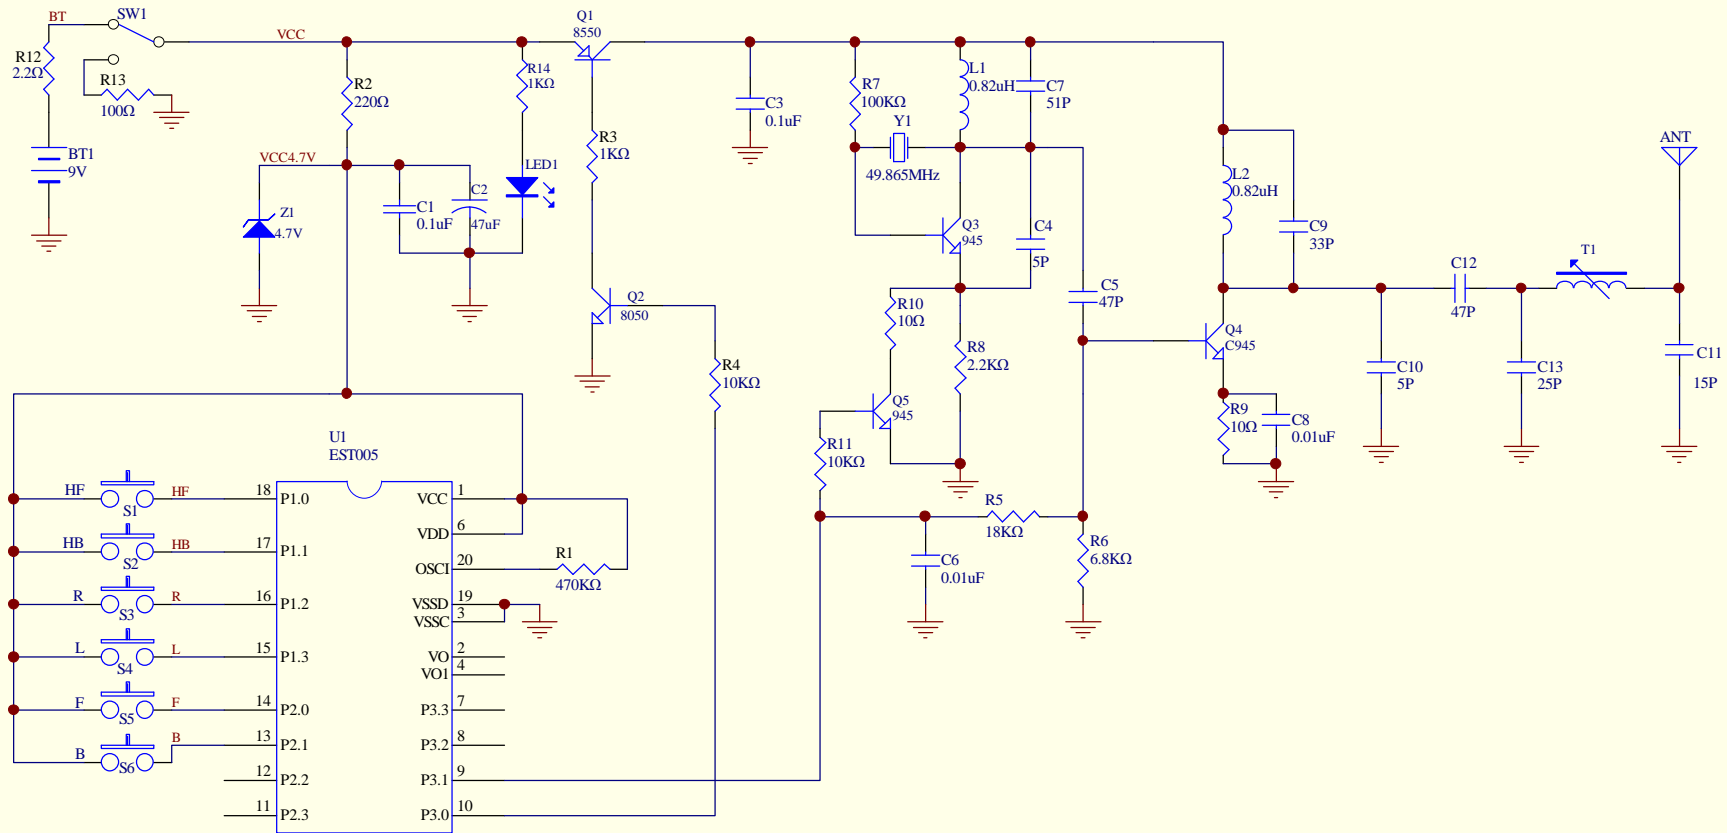 BT
SW1
VCC
Q1
8550
R12
2.2Ω
R13
100Ω
R2
220Ω
R14
1KΩ
R3
1KΩ
C3
0.1uF
R7
100KΩ
Y1
49.865MHz
L1
0.82uH
C7
51P
BT1
9V
VCC4.7V
LED1
C1
0.1uF
C2
47uF
Z1
4.7V
Q3
945
C4
5P
L2
0.82uH
C9
33P
ANT
Q2
8050
R10
10Ω
R8
2.2KΩ
C5
47P
Q4
C945
C12
47P
T1
R4
10KΩ
C10
5P
C13
25P
C11
15P
Q5
945
R11
10KΩ
R9
10Ω
C8
0.01uF
R5
18KΩ
C6
0.01uF
R6
6.8KΩ
U1
EST005
HF
S1
HF
18
P1.0
VCC
1
HB
S2
HB
17
P1.1
VDD
6
R
S3
R
16
P1.2
OSCI
20
R1
470KΩ
L
S4
L
15
P1.3
VSSD
19
VSSC
3
F
S5
F
14
P2.0
VO
2
VO1
4
B
S6
B
13
P2.1
P3.3
7
P3.2
8
12
P2.2
P3.1
9
11
P2.3
P3.0
10